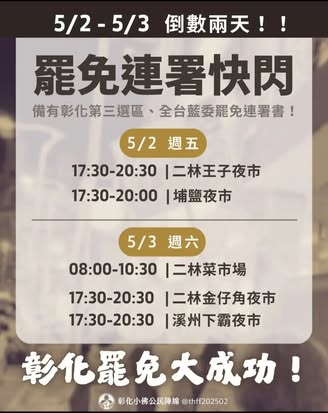 5/2 - 5/3 倒數兩天！！
罷免連署快閃
備有彰化第三選區、全台藍委罷免連署書！
5/2 週五
17:30-20:30 | 二林王子夜市
17:30-20:00 | 埔鹽夜市
5/3 週六
08:00-10:30 | 二林菜市場
17:30-20:30 | 二林金仔角夜市
17:30-20:30 | 溪州下霸夜市
彰化罷免大成功！
彰化小佛公民陣線 @thff202502